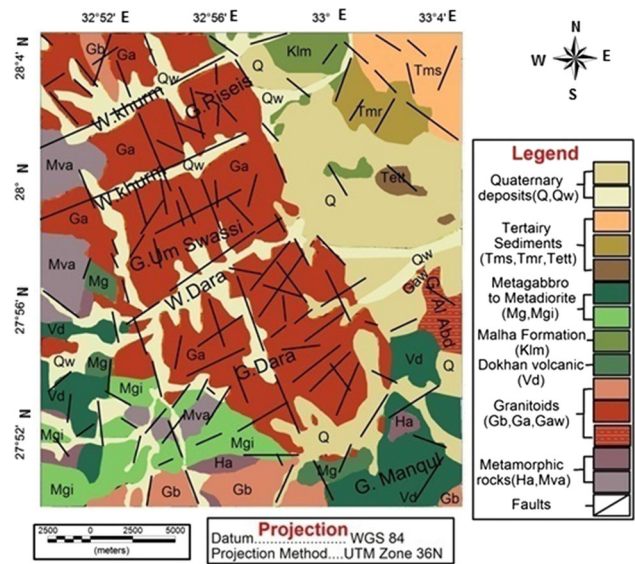 32°52' E
32°56' E
33° E
33°4' E
N
W E
S
28°4' N
28° N
27°56' N
27°52' N
Gb
Ga
Qw
Klm
Q
Tms
Qw
G.Riseis
W.khurm
Tmr
Mva
Ga
Qw
Ga
Tett
W.khurm
Q
Ga
G.Um Swassi
Mva
Qw
Mg
W.Dara
Gaw
G.Al Abd
Vd
Ga
Vd
Qw
Mg
G.Dara
Q
Vd
Mgi
Mva
Ha
Mgi
Mgi
Q
Ha
Mg
G. Manqul
Mgi
Gb
Gb
Vd
Gb
Legend
Quaternary
deposits(Q,Qw)
Tertairy
Sediments
(Tms,Tmr,Tett)
Metagabbro
to Metadiorite
(Mg,Mgi)
Malha Formation
(Klm)
Dokhan volcanic
(Vd)
Granitoids
(Gb,Ga,Gaw)
Metamorphic
rocks(Ha,Mva)
Faults
2500 0 2500 5000
(meters)
Projection
Datum....................... WGS 84
Projection Method....UTM Zone 36N